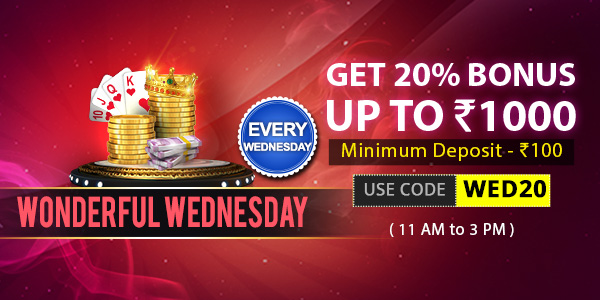 J
Q
K
A
EVERY
WEDNESDAY
WONDERFUL WEDNESDAY
GET 20% BONUS
UP TO ₹1000
Minimum Deposit - ₹100
USE CODE WED20
( 11 AM to 3 PM )